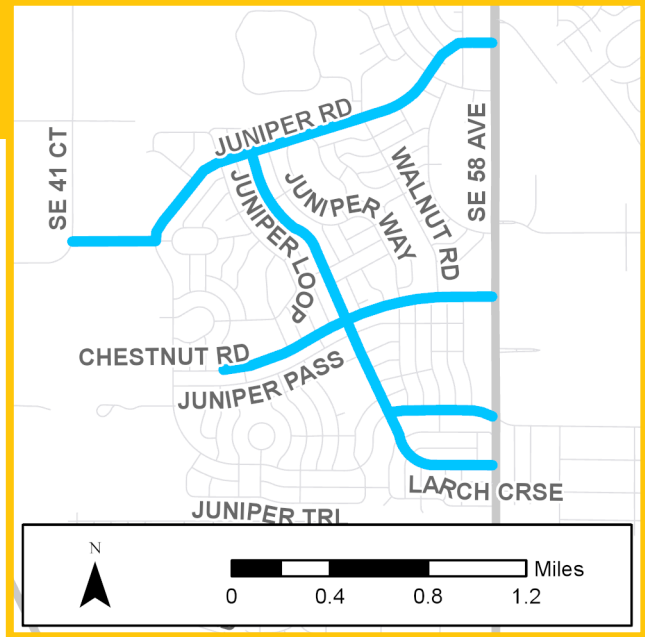 JUNIPER RD
SE 41 CT
SE 58 AVE
WALNUT RD
JUNIPER WAY
JUNIPER LOOP
CHESTNUT RD
JUNIPER PASS
LARCH CRSE
JUNIPER TRL
N
Miles
0 0.4 0.8 1.2